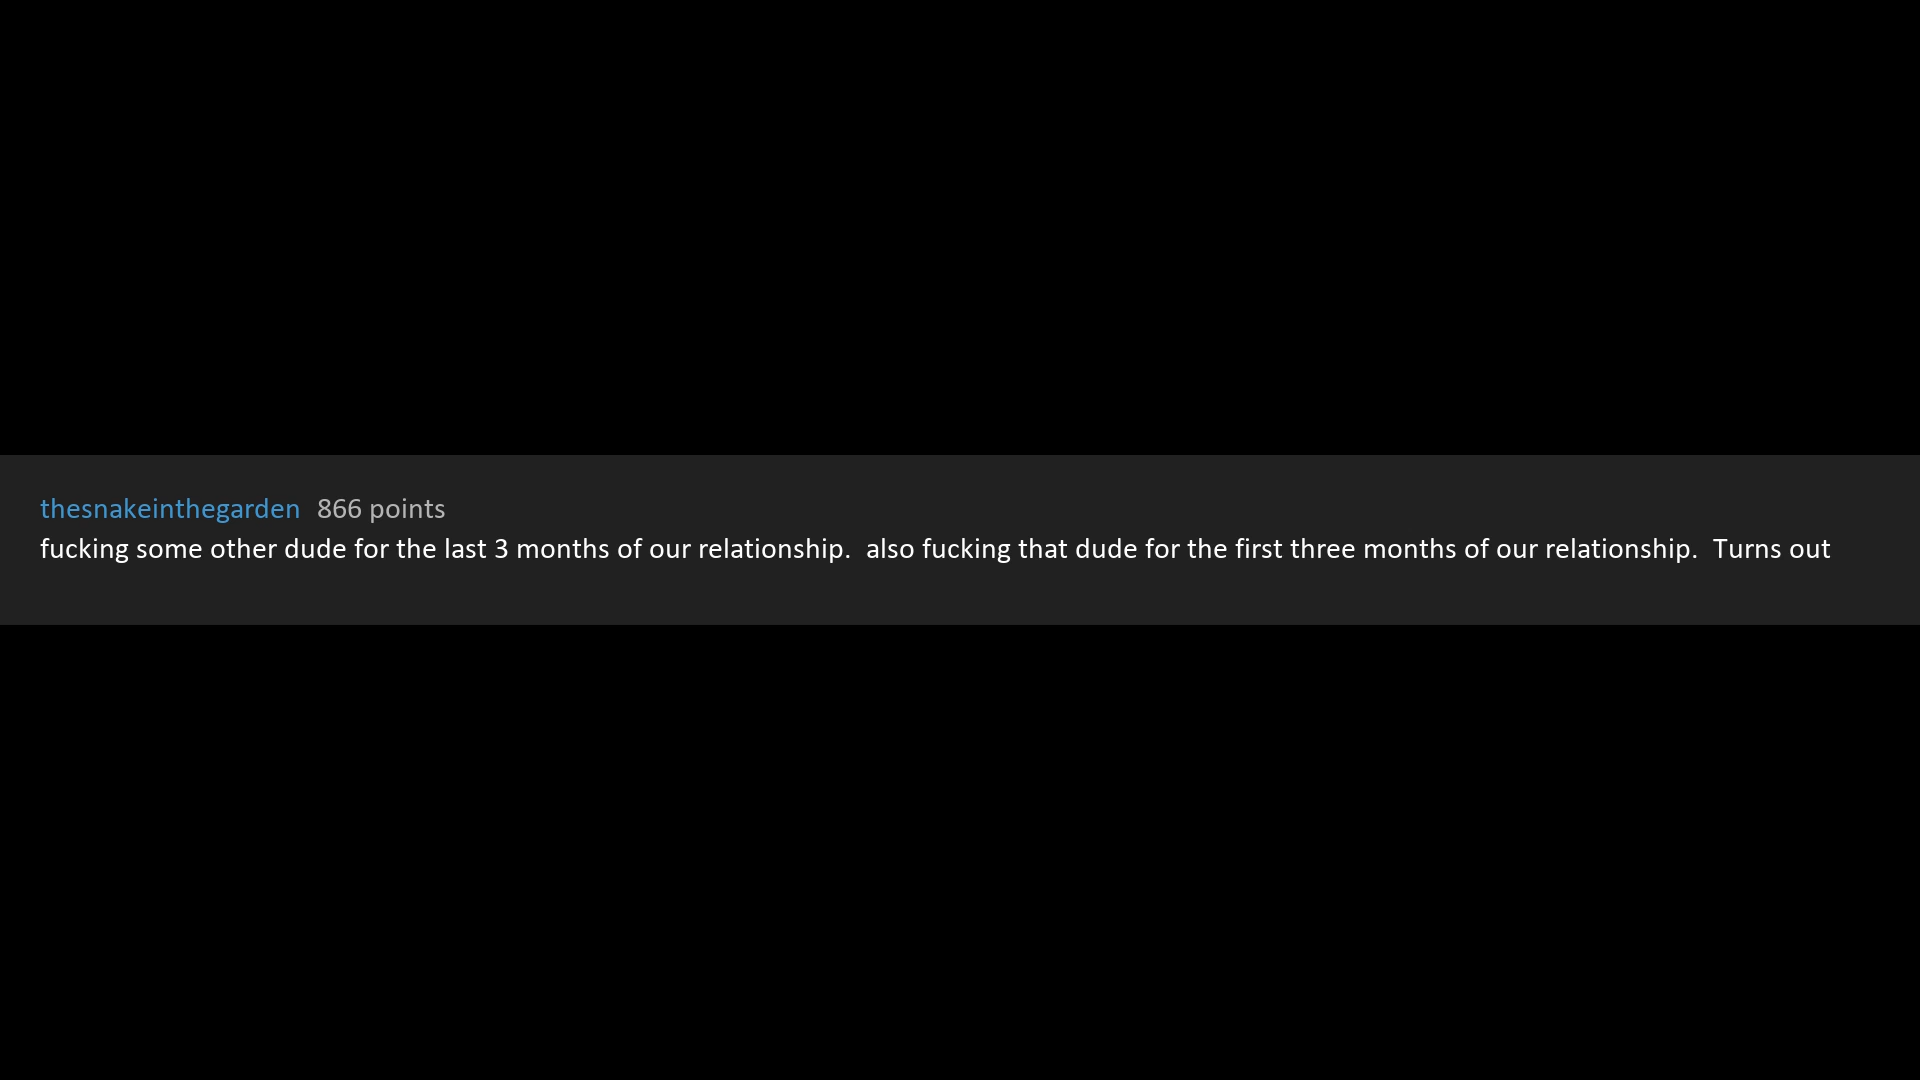 thesnakeinthegarden 866 points
fucking some other dude for the last 3 months of our relationship.  also fucking that dude for the first three months of our relationship.  Turns out